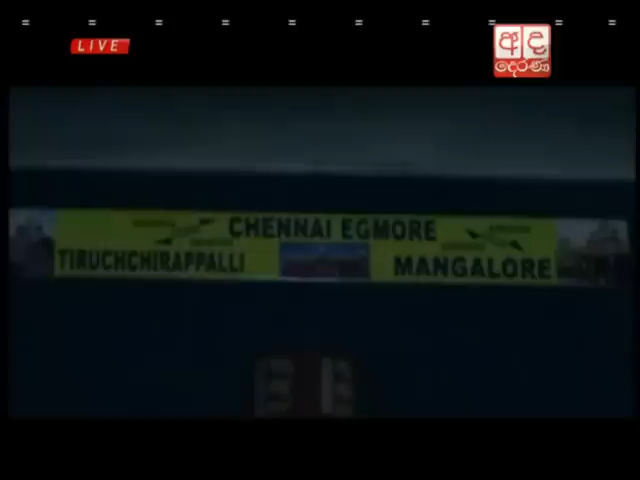 LIVE
අද
දෙරණ
CHENNAI EGMORE
TIRUCHCHIRAPPALLI
MANGALORE